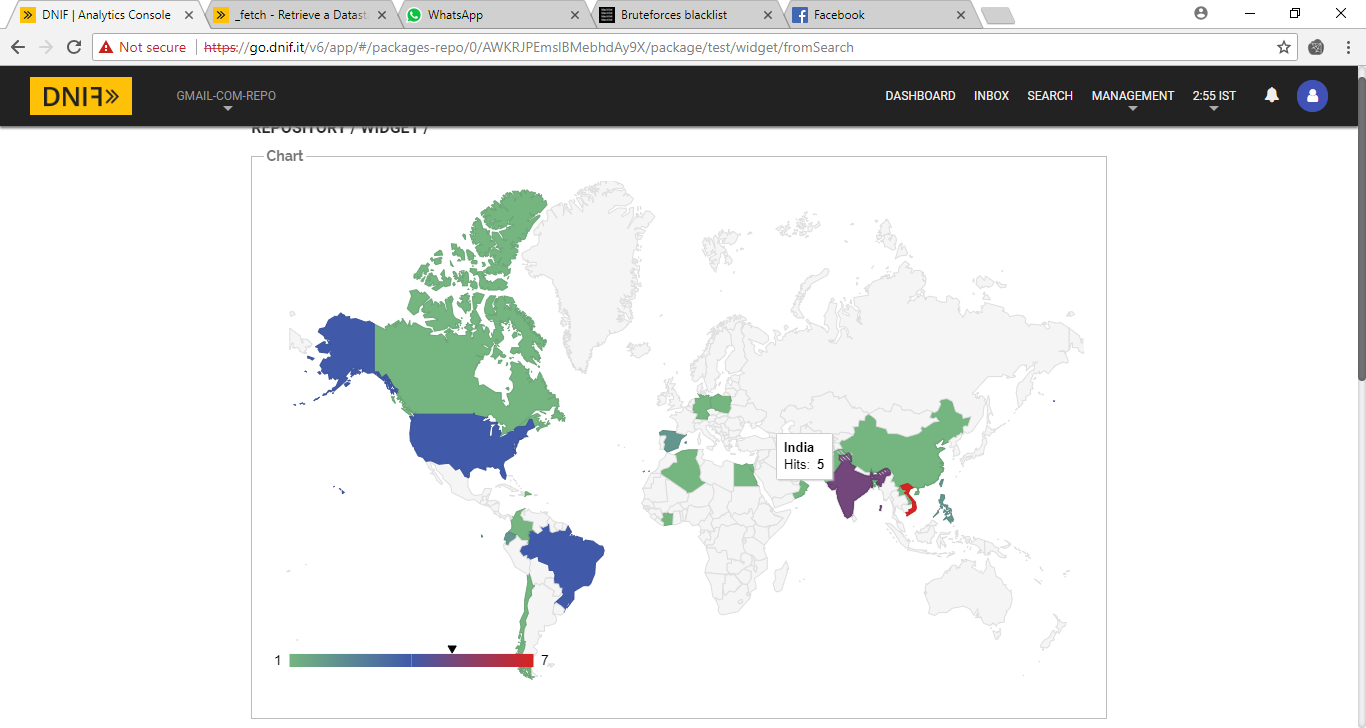 DNIF | Analytics Console
_fetch - Retrieve a Datasta
WhatsApp
Bruteforces blacklist
Facebook
Not secure https://go.dnif.it/v6/app/#/packages-repo/0/AWKRJPEmslBMebhdAy9X/package/test/widget/fromSearch
DNIF»
GMAIL-COM-REPO
DASHBOARD INBOX SEARCH MANAGEMENT 2:55 IST
REPOSITORY / WIDGET /
Chart
India
Hits: 5
1 7